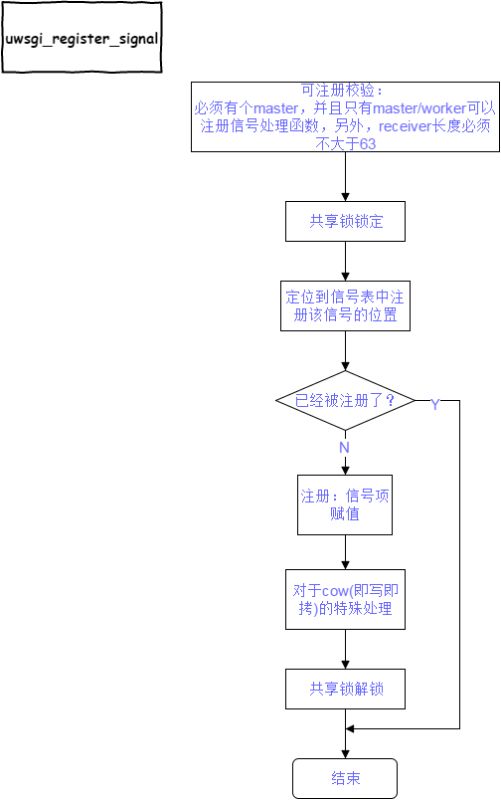 uwsgi_register_signal
可注册校验：
必须有个master，并且只有master/worker可以
注册信号处理函数，另外，receiver长度必须
不大于63
共享锁锁定
定位到信号表中注
册该信号的位置
已经被注册了？
Y
N
注册：信号项
赋值
对于cow(即写即
拷)的特殊处理
共享锁解锁
结束